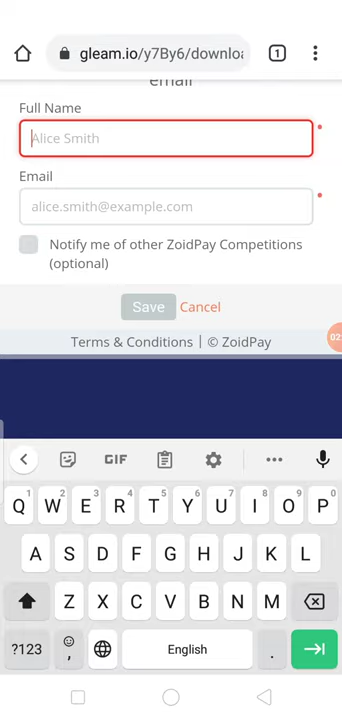 gleam.io/y7By6/downloa
1
email
Full Name
*
Alice Smith
Email
*
alice.smith@example.com
Notify me of other ZoidPay Competitions
(optional)
Save Cancel
02
Terms & Conditions | © ZoidPay
GIF
1 2 3 4 5 6 7 8 9 0
Q W E R T Y U I O P
A S D F G H J K L
Z X C V B N M
?123 , English .